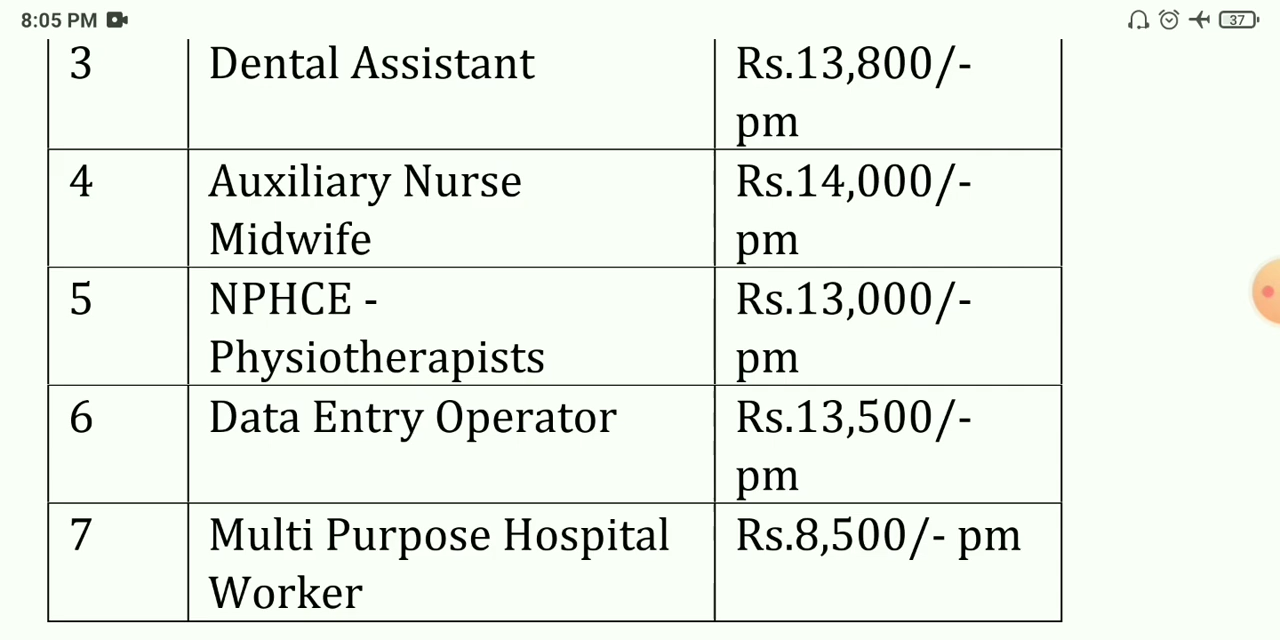 8:05 PM
37
3 Dental Assistant Rs.13,800/-
pm
4 Auxiliary Nurse Rs.14,000/-
Midwife pm
5 NPHCE - Rs.13,000/-
Physiotherapists pm
6 Data Entry Operator Rs.13,500/-
pm
7 Multi Purpose Hospital Rs.8,500/- pm
Worker